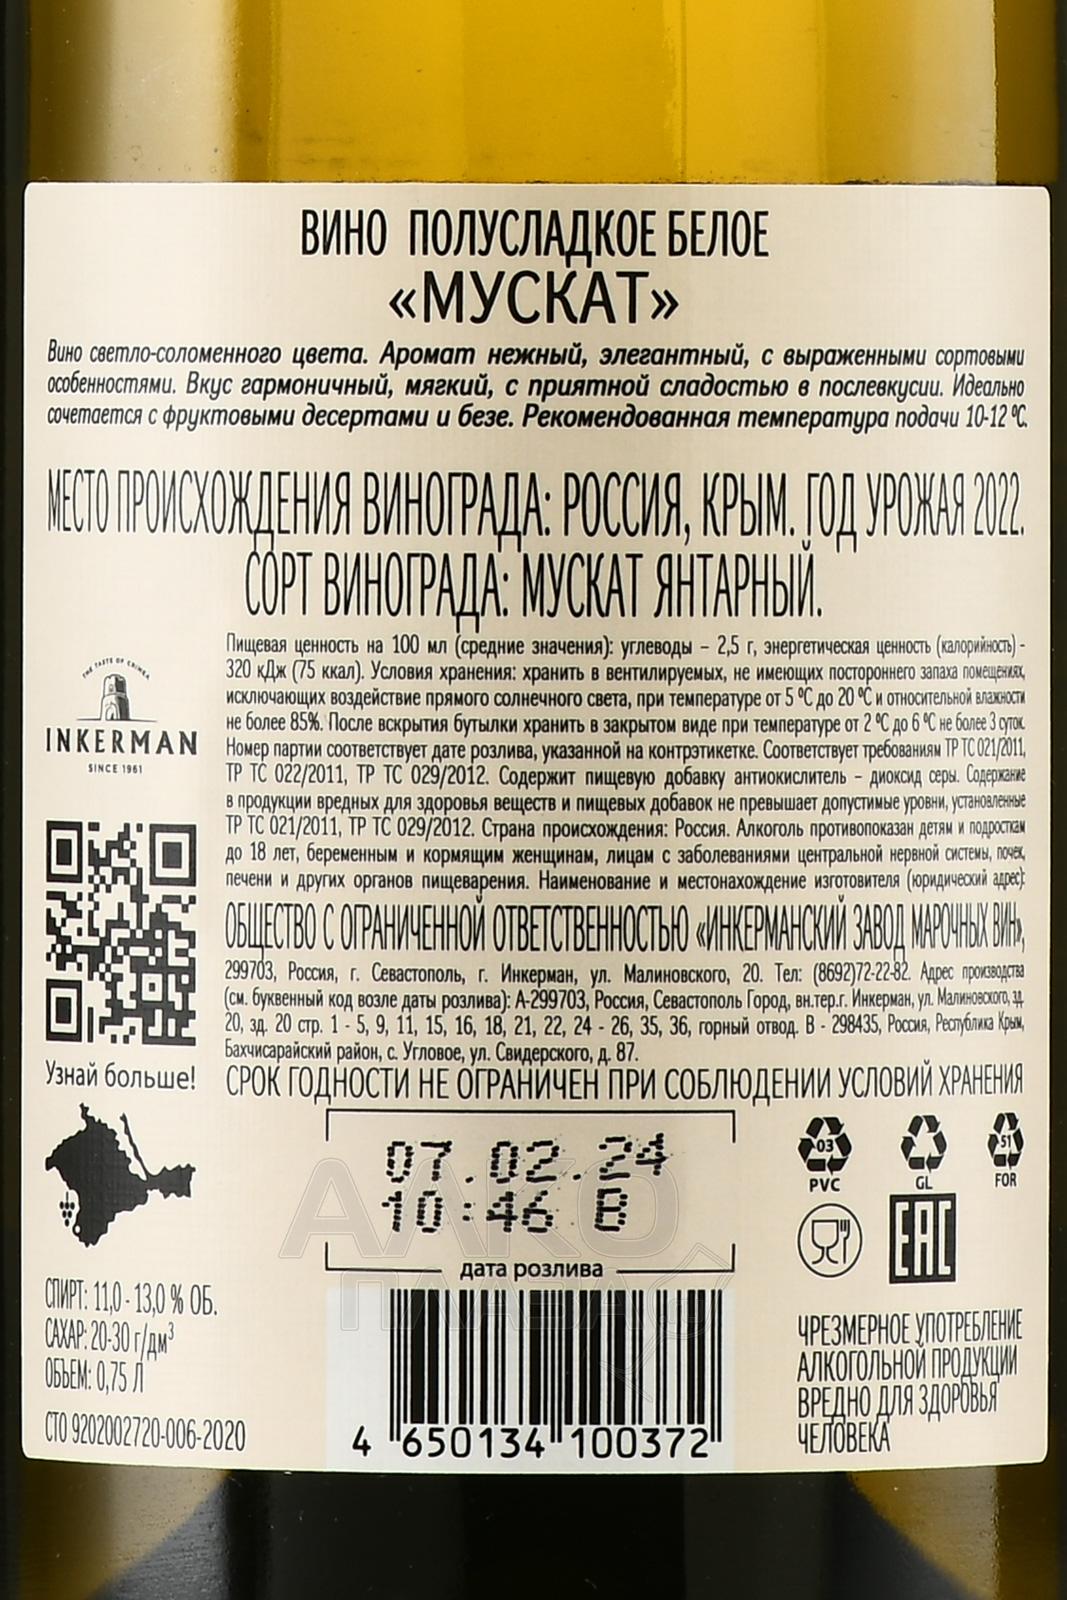 ВИНО ПОЛУСЛАДКОЕ БЕЛОЕ
«МУСКАТ»
Вино светло-соломенного цвета. Аромат нежный, элегантный, с выраженными сортовыми
особенностями. Вкус гармоничный, мягкий, с приятной сладостью в послевкусии. Идеально
сочетается с фруктовыми десертами и безе. Рекомендованная температура подачи 10-12 ºС.
МЕСТО ПРОИСХОЖДЕНИЯ ВИНОГРАДА: РОССИЯ, КРЫМ. ГОД УРОЖАЯ 2022.
СОРТ ВИНОГРАДА: МУСКАТ ЯНТАРНЫЙ.
Пищевая ценность на 100 мл (средние значения): углеводы – 2,5 г, энергетическая ценность (калорийность) -
320 кДж (75 ккал). Условия хранения: хранить в вентилируемых, не имеющих постороннего запаха помещениях,
исключающих воздействие прямого солнечного света, при температуре от 5 ºС до 20 ºС и относительной влажности
не более 85%. После вскрытия бутылки хранить в закрытом виде при температуре от 2 ºС до 6 ºС не более 3 суток.
Номер партии соответствует дате розлива, указанной на контрэтикетке. Соответствует требованиям ТР ТС 021/2011,
ТР ТС 022/2011, ТР ТС 029/2012. Содержит пищевую добавку антиокислитель – диоксид серы. Содержание
в продукции вредных для здоровья веществ и пищевых добавок не превышает допустимые уровни, установленные
ТР ТС 021/2011, ТР ТС 029/2012. Страна происхождения: Россия. Алкоголь противопоказан детям и подросткам
до 18 лет, беременным и кормящим женщинам, лицам с заболеваниями центральной нервной системы, почек,
печени и других органов пищеварения. Наименование и местонахождение изготовителя (юридический адрес):
ОБЩЕСТВО С ОГРАНИЧЕННОЙ ОТВЕТСТВЕННОСТЬЮ «ИНКЕРМАНСКИЙ ЗАВОД МАРОЧНЫХ ВИН»,
299703, Россия, г. Севастополь, г. Инкерман, ул. Малиновского, 20. Тел: (8692)72-22-82. Адрес производства
(см. буквенный код возле даты розлива): А-299703, Россия, Севастополь Город, вн.тер.г. Инкерман, ул. Малиновского, зд.
20, зд. 20 стр. 1 - 5, 9, 11, 15, 16, 18, 21, 22, 24 - 26, 35, 36, горный отвод. В - 298435, Россия, Республика Крым,
Бахчисарайский район, с. Угловое, ул. Свидерского, д. 87.
СРОК ГОДНОСТИ НЕ ОГРАНИЧЕН ПРИ СОБЛЮДЕНИИ УСЛОВИЙ ХРАНЕНИЯ
THE TASTE OF CRIMEA
INKERMAN
SINCE 1961
Узнай больше!
СПИРТ: 11,0 - 13,0 % ОБ.
САХАР: 20-30 г/дм³
ОБЪЕМ: 0,75 Л
СТО 9202002720-006-2020
07.02.24
10:46 В
дата розлива
АЛКО
ПЛАЗА
4 650134 100372
03
PVC
GL
51
FOR
EAC
ЧРЕЗМЕРНОЕ УПОТРЕБЛЕНИЕ
АЛКОГОЛЬНОЙ ПРОДУКЦИИ
ВРЕДНО ДЛЯ ЗДОРОВЬЯ
ЧЕЛОВЕКА